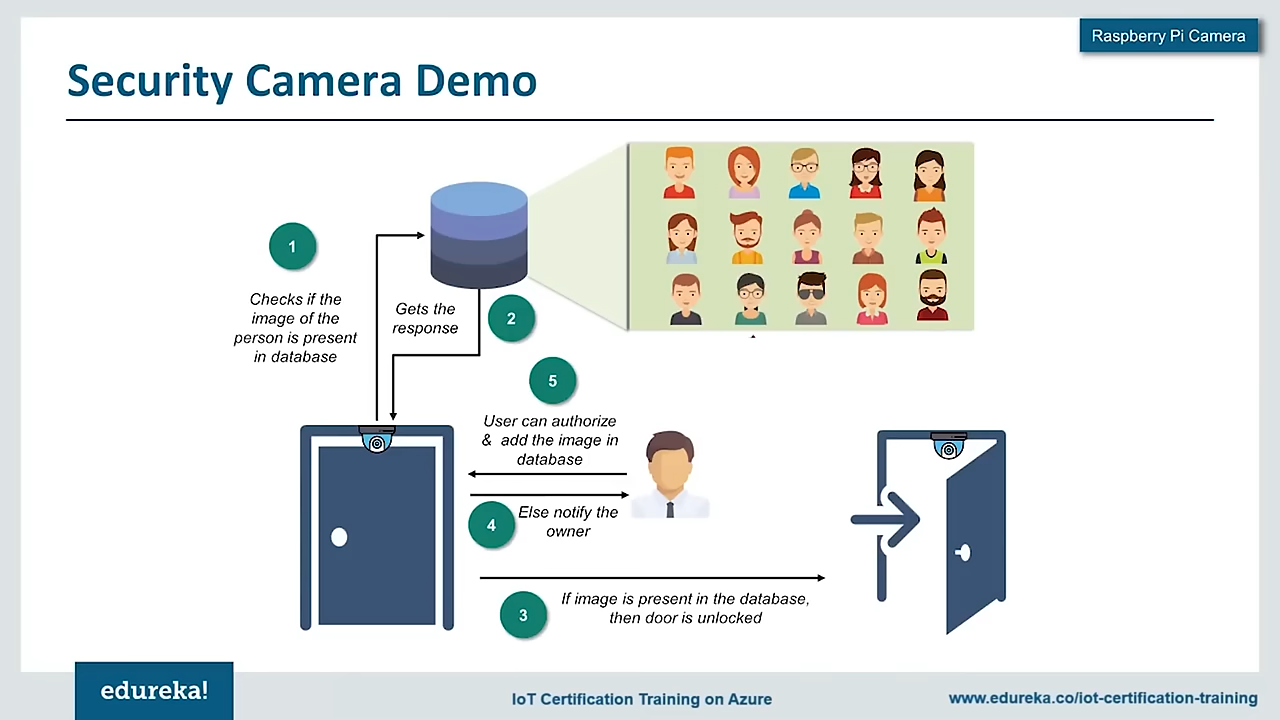 Raspberry Pi Camera
Security Camera Demo
1
Checks if the
image of the
person is present
in database
Gets the
response
2
5
User can authorize
& add the image in
database
4
Else notify the
owner
3
If image is present in the database,
then door is unlocked
edureka!
IoT Certification Training on Azure
www.edureka.co/iot-certification-training